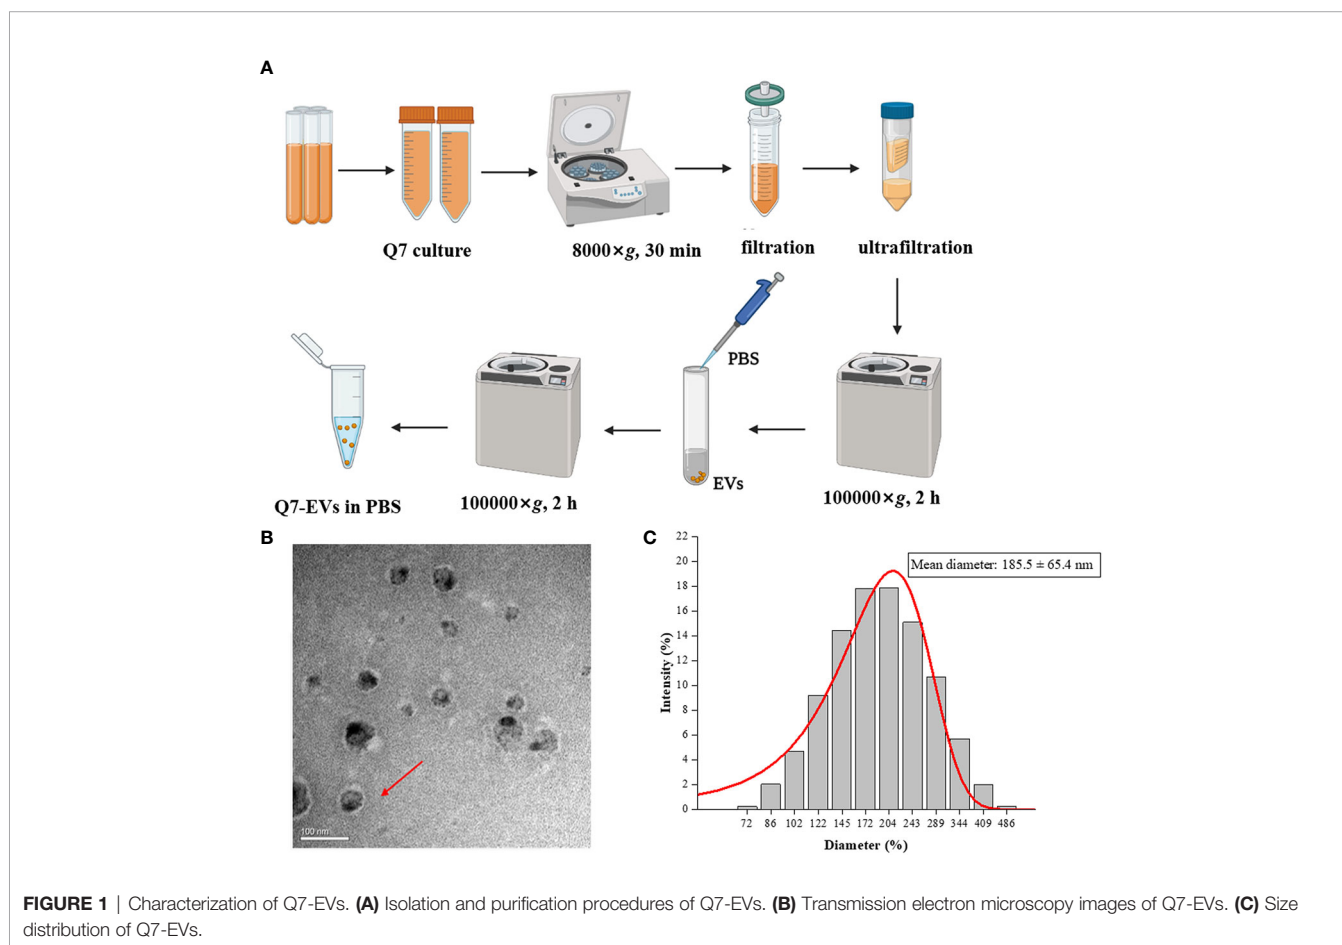 A
Q7 culture
8000×g, 30 min
filtration
ultrafiltration
PBS
EVs
Q7-EVs in PBS
100000×g, 2 h
100000×g, 2 h
B
100 nm
C
Mean diameter: 185.5 ± 65.4 nm
Intensity (%)
22
20
18
16
14
12
10
8
6
4
2
0
72 86 102 122 145 172 204 243 289 344 409 486
Diameter (%)
FIGURE 1 | Characterization of Q7-EVs. (A) Isolation and purification procedures of Q7-EVs. (B) Transmission electron microscopy images of Q7-EVs. (C) Size
distribution of Q7-EVs.